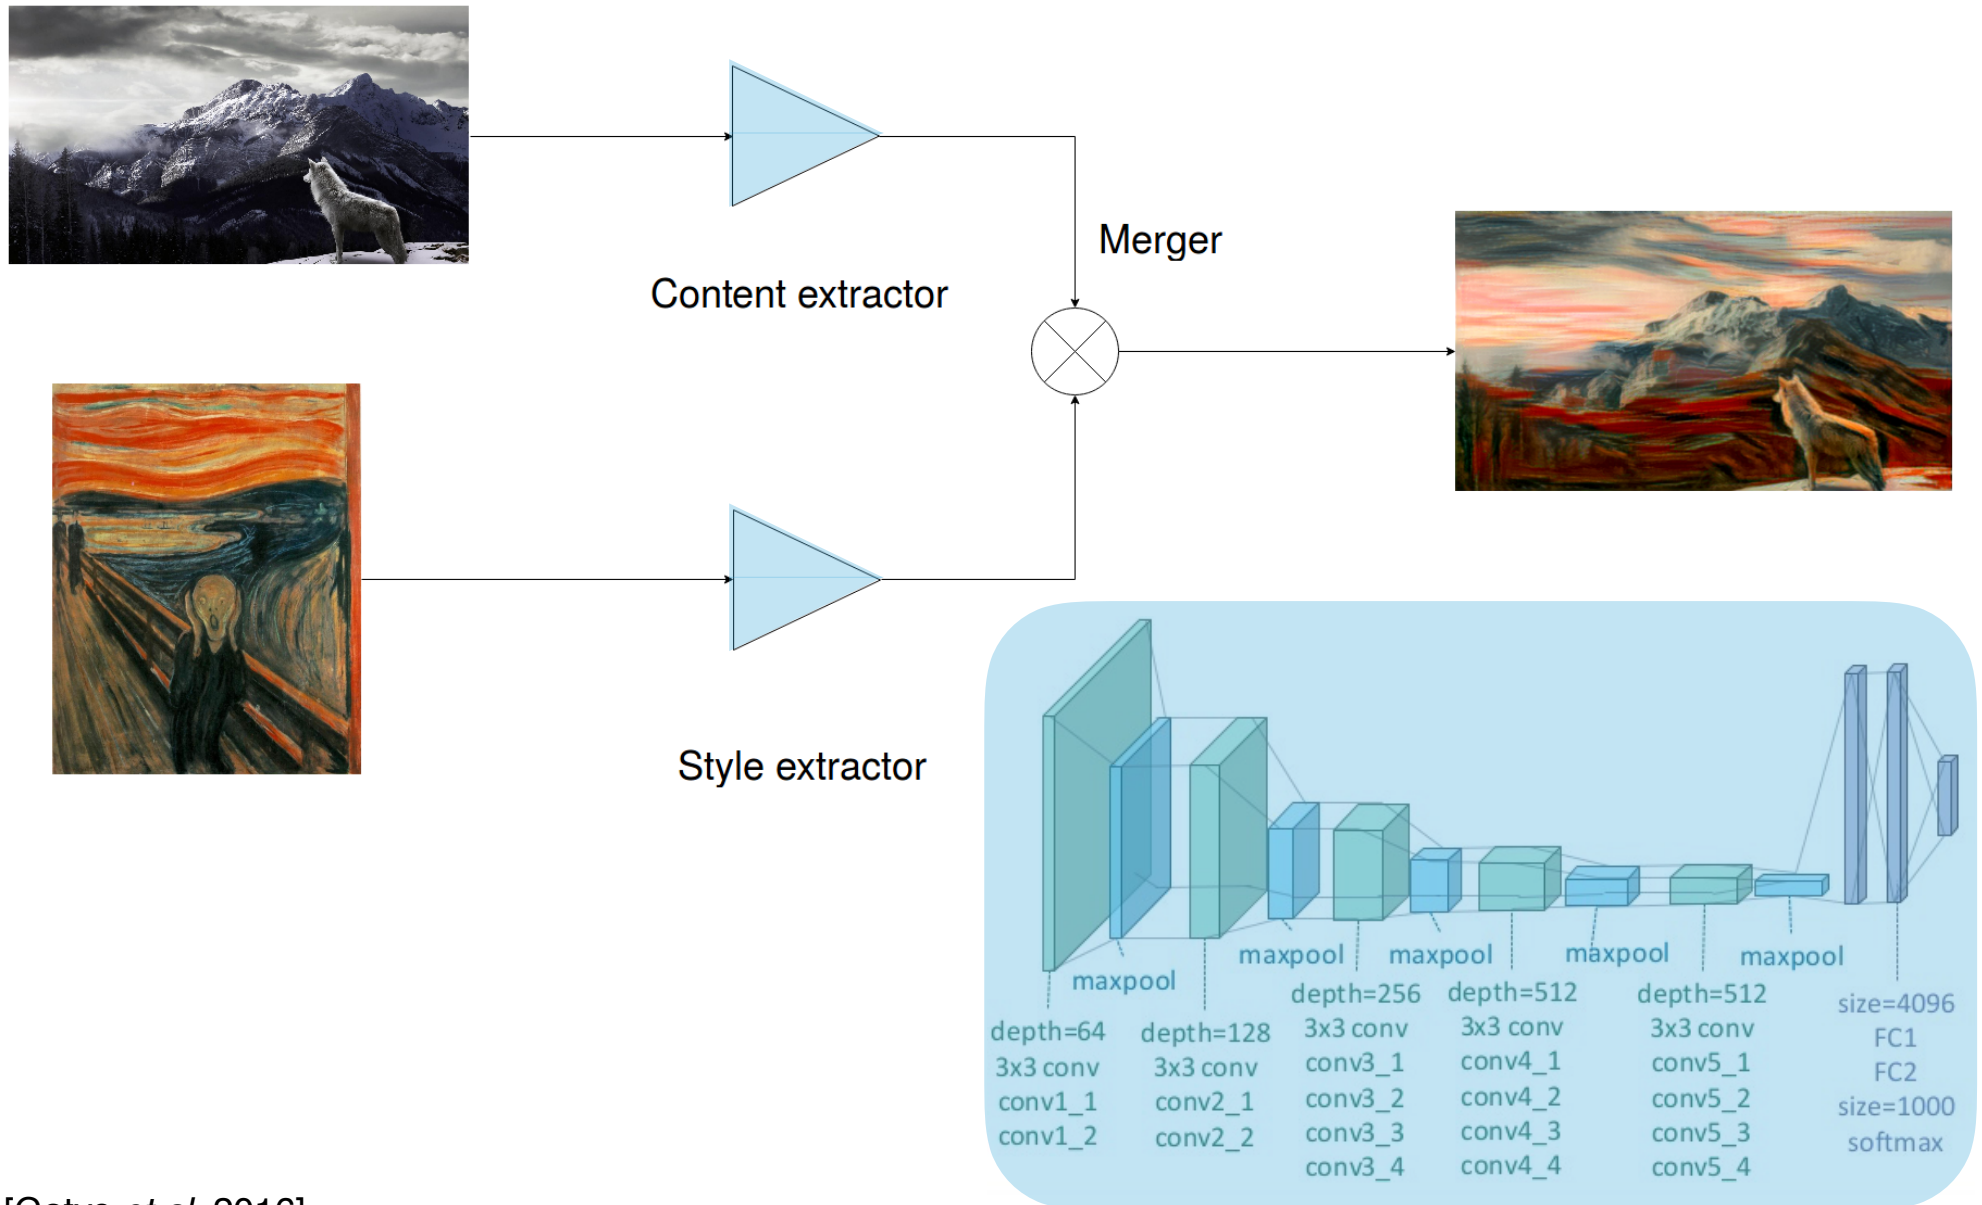 Merger
Content extractor
Style extractor
maxpool
maxpool
maxpool
maxpool
maxpool
depth=64
3x3 conv
conv1_1
conv1_2
depth=128
3x3 conv
conv2_1
conv2_2
depth=256
3x3 conv
conv3_1
conv3_2
conv3_3
conv3_4
depth=512
3x3 conv
conv4_1
conv4_2
conv4_3
conv4_4
depth=512
3x3 conv
conv5_1
conv5_2
conv5_3
conv5_4
size=4096
FC1
FC2
size=1000
softmax